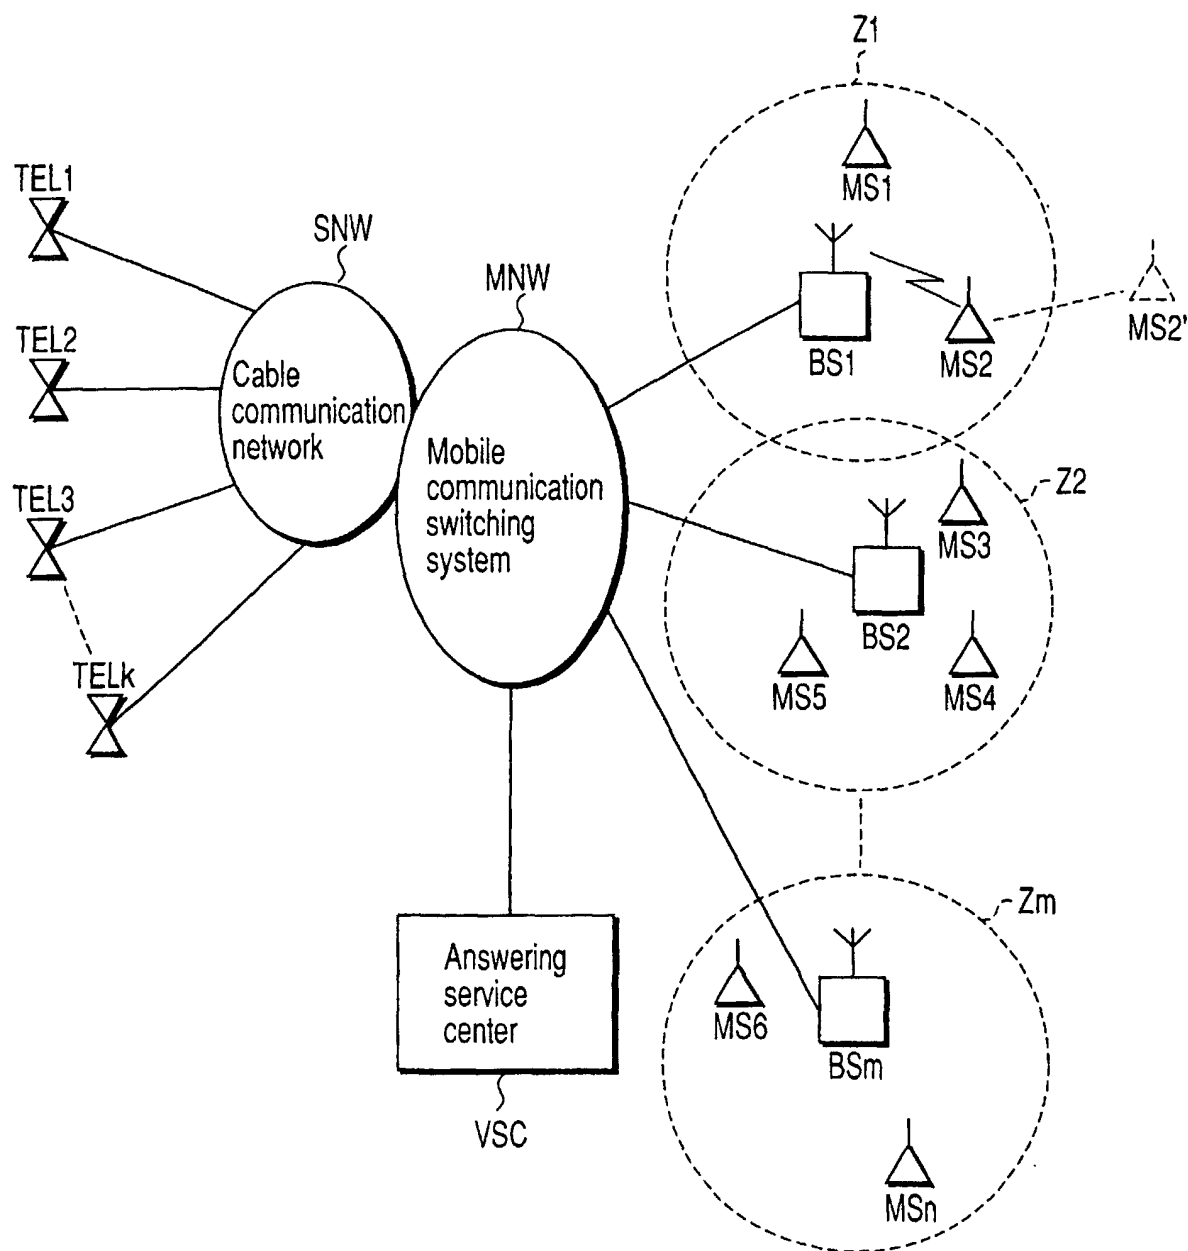 Z1
MS1
TEL1
SNW
MNW
BS1
MS2
MS2'
TEL2
Cable
communication
network
Mobile
communication
switching
system
Z2
TEL3
MS3
BS2
MS5
MS4
TELk
Zm
Answering
service
center
MS6
BSm
VSC
MSn